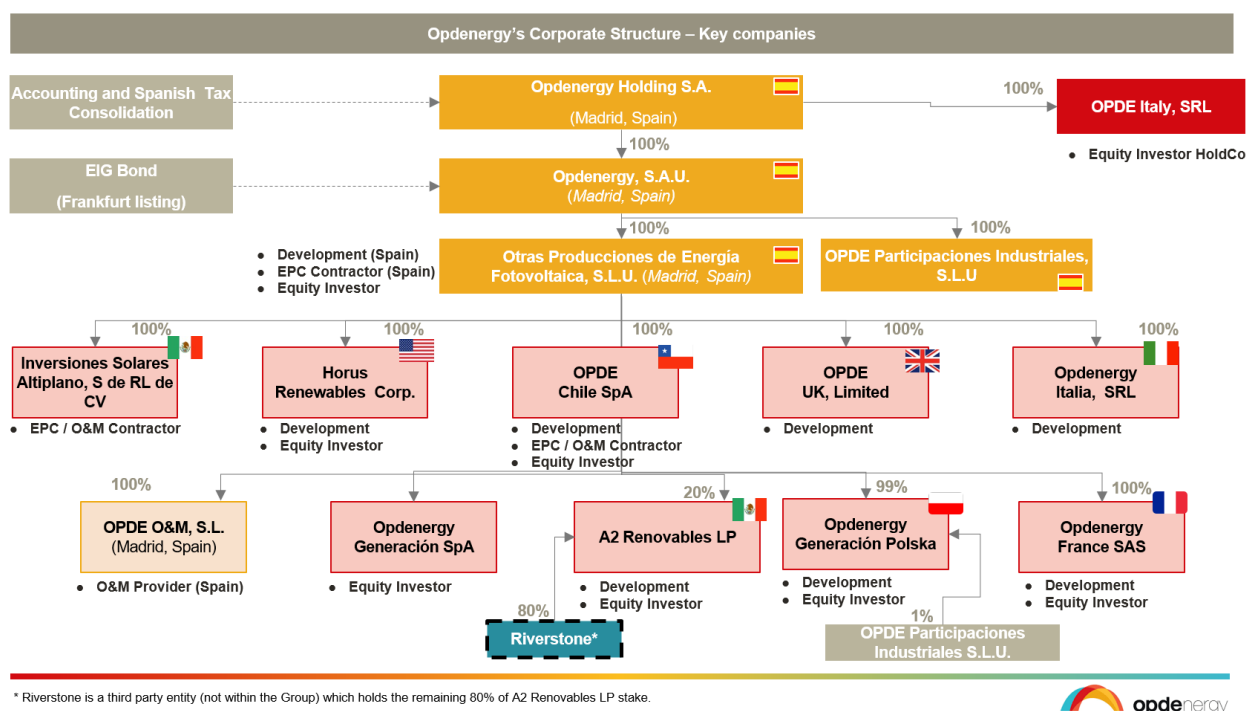 Opdenergy's Corporate Structure – Key companies
Accounting and Spanish Tax
Consolidation
Opdenergy Holding S.A.
(Madrid, Spain)
100%
OPDE Italy, SRL
Equity Investor HoldCo
100%
EIG Bond
(Frankfurt listing)
Opdenergy, S.A.U.
(Madrid, Spain)
100%
100%
Development (Spain)
EPC Contractor (Spain)
Equity Investor
Otras Producciones de Energía
Fotovoltaica, S.L.U. (Madrid, Spain)
OPDE Participaciones Industriales,
S.L.U
100%
100%
100%
100%
100%
Inversiones Solares
Altiplano, S de RL de
CV
EPC / O&M Contractor
Horus
Renewables Corp.
Development
Equity Investor
OPDE
Chile SpA
Development
EPC / O&M Contractor
Equity Investor
OPDE
UK, Limited
Development
Opdenergy
Italia, SRL
Development
100%
20%
99%
100%
OPDE O&M, S.L.
(Madrid, Spain)
O&M Provider (Spain)
Opdenergy
Generación SpA
Equity Investor
A2 Renovables LP
Development
Equity Investor
Opdenergy
Generación Polska
Development
Equity Investor
Opdenergy
France SAS
Development
Equity Investor
80%
Riverstone*
1%
OPDE Participaciones
Industriales S.L.U.
* Riverstone is a third party entity (not within the Group) which holds the remaining 80% of A2 Renovables LP stake.
opdenergy